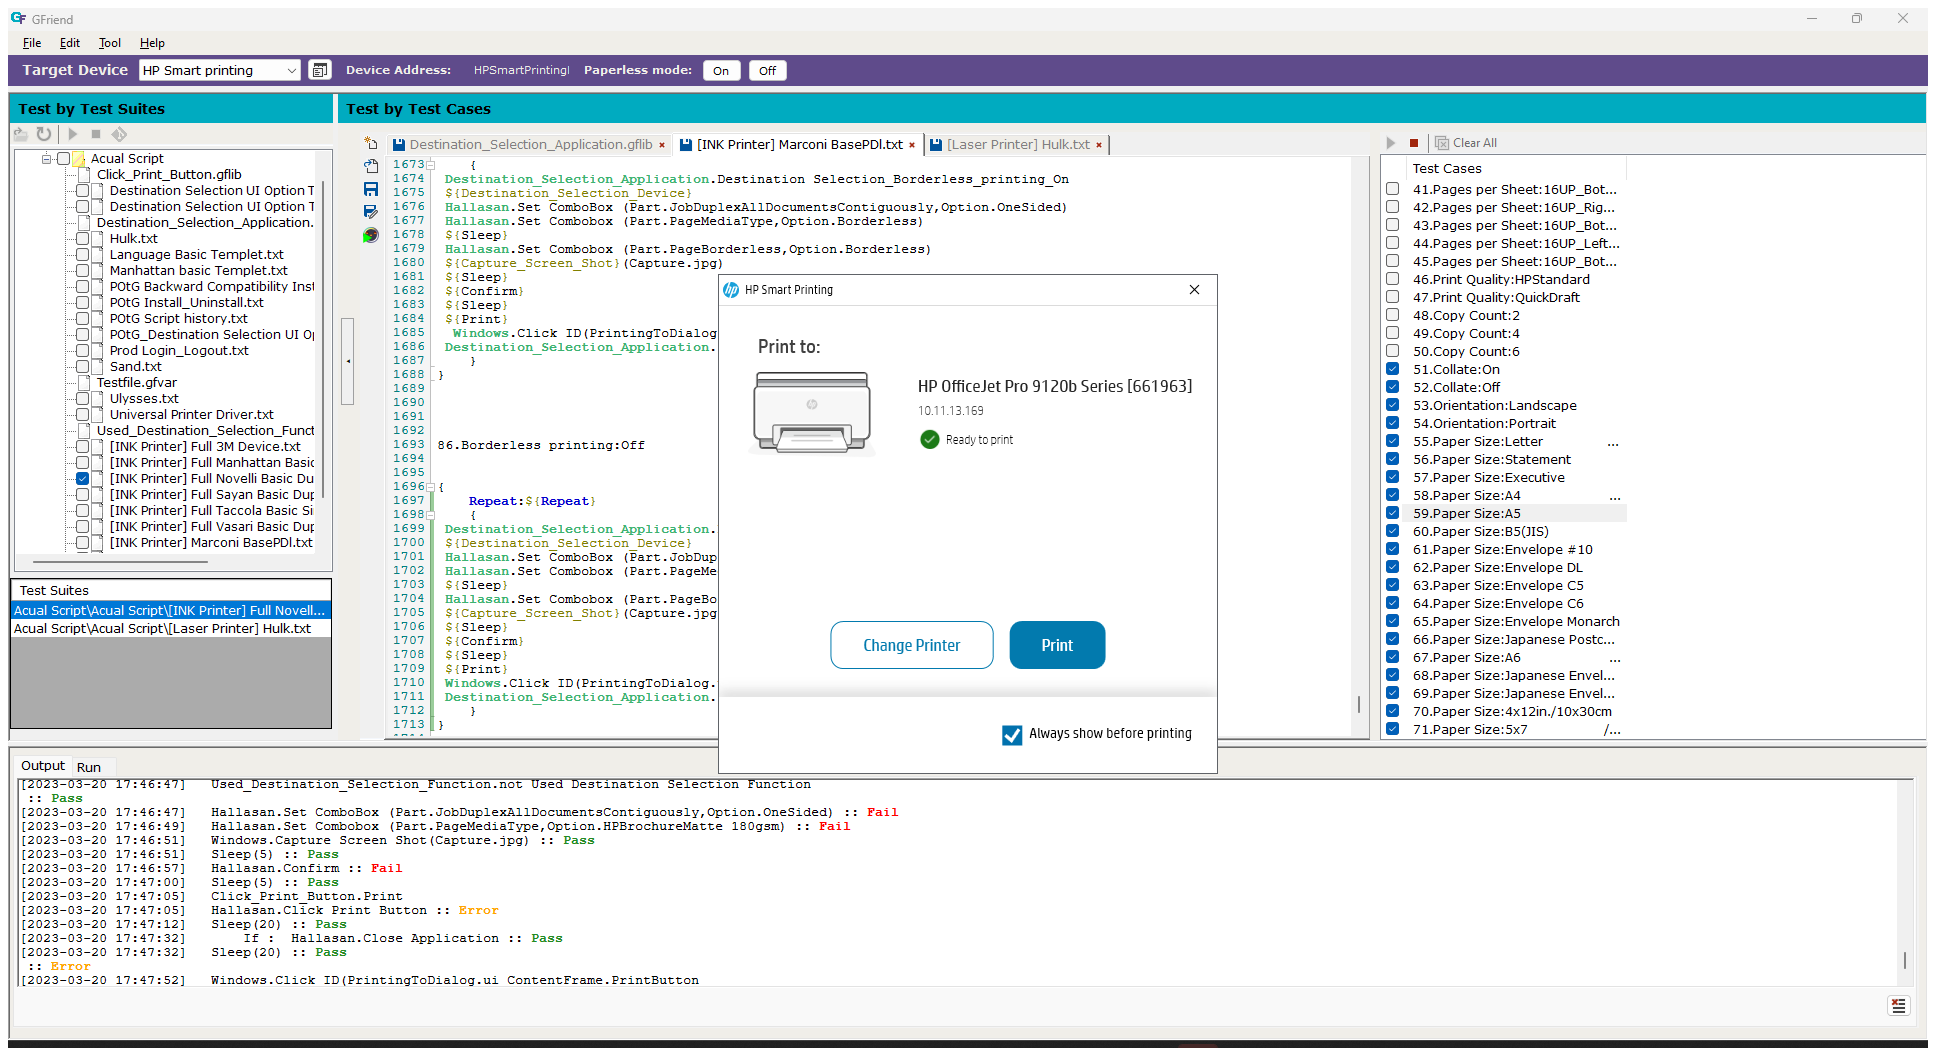 GFriend
File Edit Tool Help
Target Device HP Smart printing Device Address: HPSmartPrinting Paperless mode: On Off
Test by Test Suites
Acual Script
Click_Print_Button.gflib
Destination Selection UI Option T
Destination Selection UI Option T
Destination_Selection_Application.
Hulk.txt
Language Basic Templet.txt
Manhattan basic Templet.txt
POtG Backward Compatibility Inst
POtG Install_Uninstall.txt
POtG Script history.txt
POtG_Destination Selection UI Op
Prod Login_Logout.txt
Sand.txt
Testfile.gfvar
Ulysses.txt
Universal Printer Driver.txt
Used_Destination_Selection_Funct
[INK Printer] Full 3M Device.txt
[INK Printer] Full Manhattan Basic
[INK Printer] Full Novelli Basic Du
[INK Printer] Full Sayan Basic Dup
[INK Printer] Full Taccola Basic Si
[INK Printer] Full Vasari Basic Dup
[INK Printer] Marconi BasePDl.txt
Test Suites
Acual Script\Acual Script\[INK Printer] Full Novell...
Acual Script\Acual Script\[Laser Printer] Hulk.txt
Test by Test Cases
Destination_Selection_Application.gflib × [INK Printer] Marconi BasePDl.txt × [Laser Printer] Hulk.txt ×
1673 {
1674 Destination_Selection_Application.Destination Selection_Borderless_printing_On
1675 ${Destination_Selection_Device}
1676 Hallasan.Set ComboBox (Part.JobDuplexAllDocumentsContiguously,Option.OneSided)
1677 Hallasan.Set Combobox (Part.PageMediaType,Option.Borderless)
1678 ${Sleep}
1679 Hallasan.Set Combobox (Part.PageBorderless,Option.Borderless)
1680 ${Capture_Screen_Shot}(Capture.jpg)
1681 ${Sleep}
1682 ${Confirm}
1683 ${Sleep}
1684 ${Print}
1685 Windows.Click ID(PrintingToDialog
1686 Destination_Selection_Application.
1687 }
1688 }
1689
1690
1691
1692
1693 86.Borderless printing:Off
1694
1695
1696 {
1697 Repeat:${Repeat}
1698 {
1699 Destination_Selection_Application.
1700 ${Destination_Selection_Device}
1701 Hallasan.Set ComboBox (Part.JobDup
1702 Hallasan.Set Combobox (Part.PageMe
1703 ${Sleep}
1704 Hallasan.Set Combobox (Part.PageBo
1705 ${Capture_Screen_Shot}(Capture.jpg
1706 ${Sleep}
1707 ${Confirm}
1708 ${Sleep}
1709 ${Print}
1710 Windows.Click ID(PrintingToDialog.
1711 Destination_Selection_Application.
1712 }
1713 }
hp HP Smart Printing
Print to:
HP OfficeJet Pro 9120b Series [661963]
10.11.13.169
Ready to print
Change Printer Print
Always show before printing
Clear All
Test Cases
41.Pages per Sheet:16UP_Bot...
42.Pages per Sheet:16UP_Rig...
43.Pages per Sheet:16UP_Bot...
44.Pages per Sheet:16UP_Left...
45.Pages per Sheet:16UP_Bot...
46.Print Quality:HPStandard
47.Print Quality:QuickDraft
48.Copy Count:2
49.Copy Count:4
50.Copy Count:6
51.Collate:On
52.Collate:Off
53.Orientation:Landscape
54.Orientation:Portrait
55.Paper Size:Letter ...
56.Paper Size:Statement
57.Paper Size:Executive
58.Paper Size:A4 ...
59.Paper Size:A5
60.Paper Size:B5(JIS)
61.Paper Size:Envelope #10
62.Paper Size:Envelope DL
63.Paper Size:Envelope C5
64.Paper Size:Envelope C6
65.Paper Size:Envelope Monarch
66.Paper Size:Japanese Postc...
67.Paper Size:A6 ...
68.Paper Size:Japanese Envel...
69.Paper Size:Japanese Envel...
70.Paper Size:4x12in./10x30cm
71.Paper Size:5x7 /...
Output Run
[2023-03-20 17:46:47] Used_Destination_Selection_Function.not Used Destination Selection Function
:: Pass
[2023-03-20 17:46:47] Hallasan.Set ComboBox (Part.JobDuplexAllDocumentsContiguously,Option.OneSided) :: Fail
[2023-03-20 17:46:49] Hallasan.Set Combobox (Part.PageMediaType,Option.HPBrochureMatte 180gsm) :: Fail
[2023-03-20 17:46:51] Windows.Capture Screen Shot(Capture.jpg) :: Pass
[2023-03-20 17:46:51] Sleep(5) :: Pass
[2023-03-20 17:46:57] Hallasan.Confirm :: Fail
[2023-03-20 17:47:00] Sleep(5) :: Pass
[2023-03-20 17:47:05] Click_Print_Button.Print
[2023-03-20 17:47:05] Hallasan.Click Print Button :: Error
[2023-03-20 17:47:12] Sleep(20) :: Pass
[2023-03-20 17:47:32] If : Hallasan.Close Application :: Pass
[2023-03-20 17:47:32] Sleep(20) :: Pass
:: Error
[2023-03-20 17:47:52] Windows.Click ID(PrintingToDialog.ui ContentFrame.PrintButton